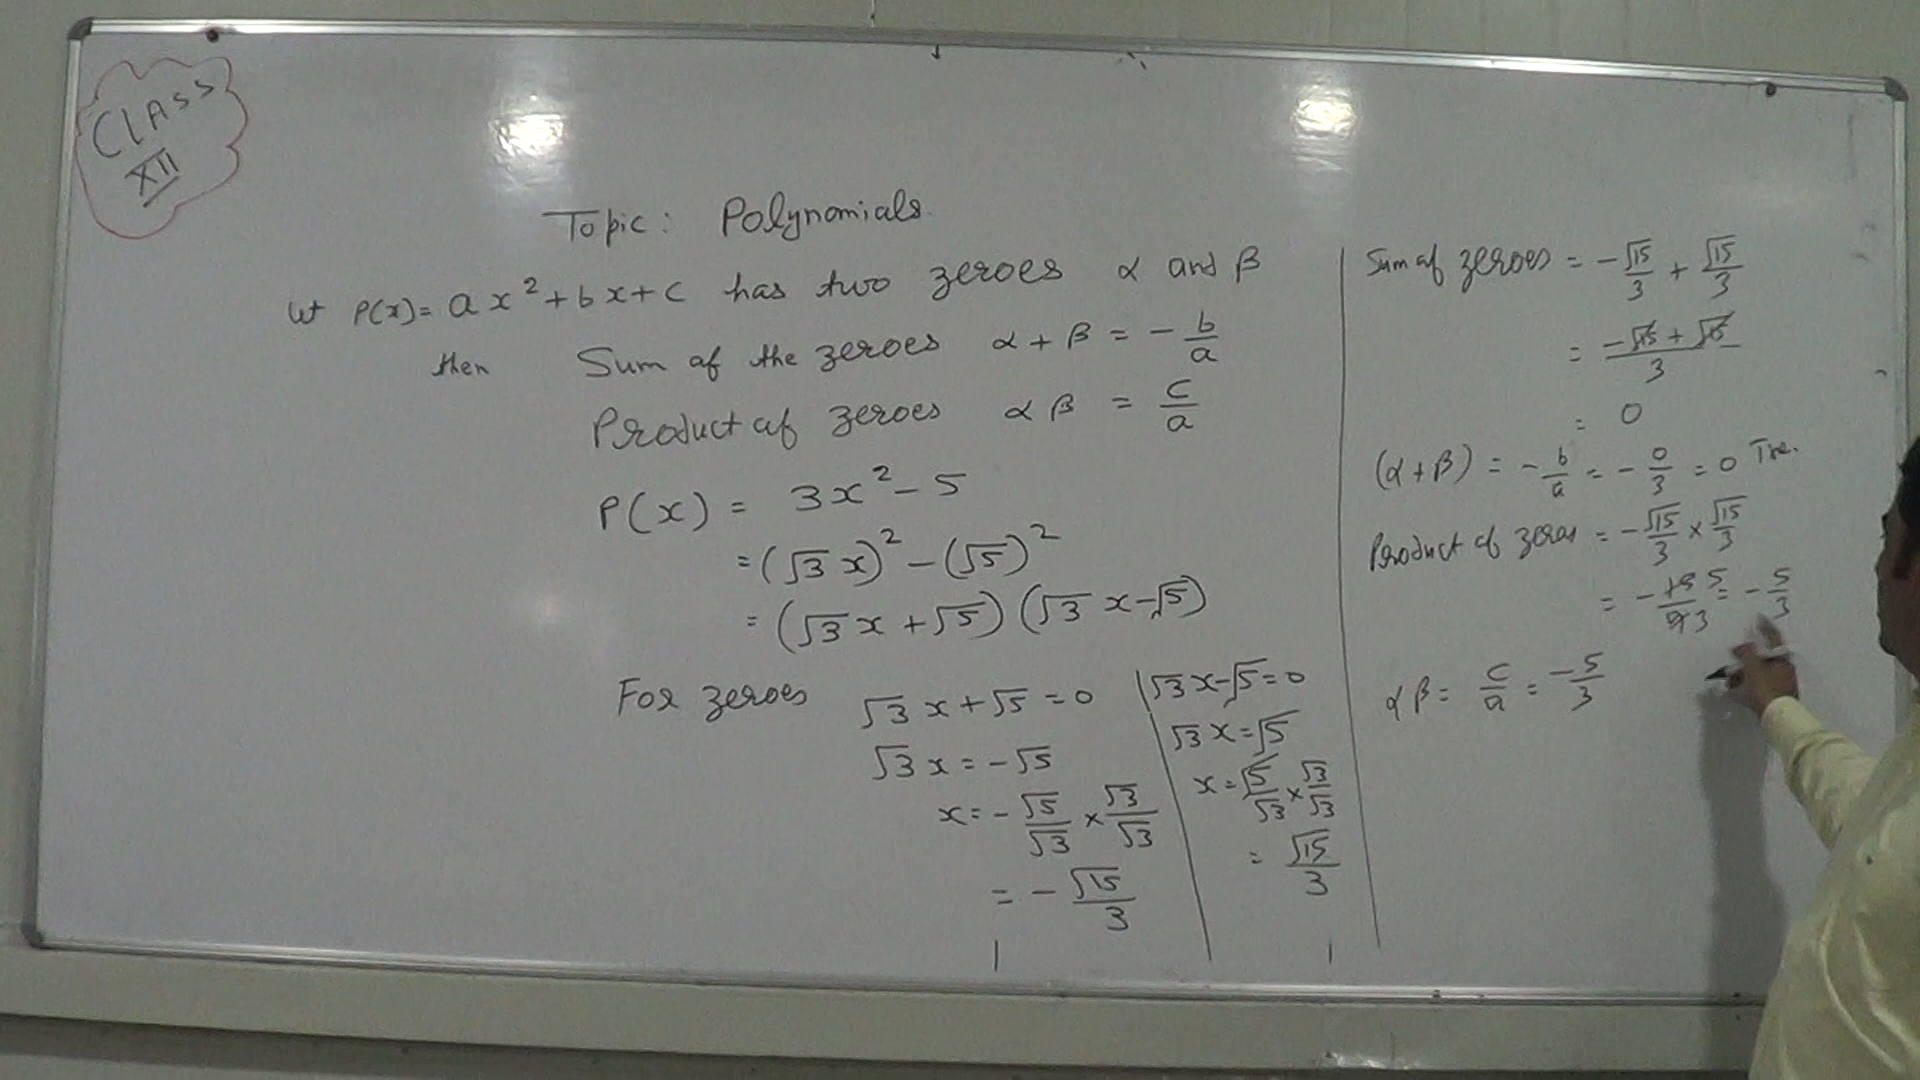 CLASS
XII
Topic: Polynomials.
Let P(x) = ax² + bx + c has two zeroes α and β
then Sum of the zeroes α + β = - b/a
Product of zeroes α β = c/a
P(x) = 3x² - 5
= (√3 x)² - (√5)²
= (√3 x + √5) (√3 x - √5)
For zeroes √3 x + √5 = 0
√3 x = - √5
x = - √5/√3 × √3/√3
= - √15/3
√3 x - √5 = 0
√3 x = √5
x = √5/√3 × √3/√3
= √15/3
Sum of zeroes = - √15/3 + √15/3
= (-√15 + √15)/3
= 0
(α + β) = - b/a = - 0/3 = 0
Product of zeroes = - √15/3 × √15/3
= - 15/9 5/3 = - 5/3
α β = c/a = -5/3